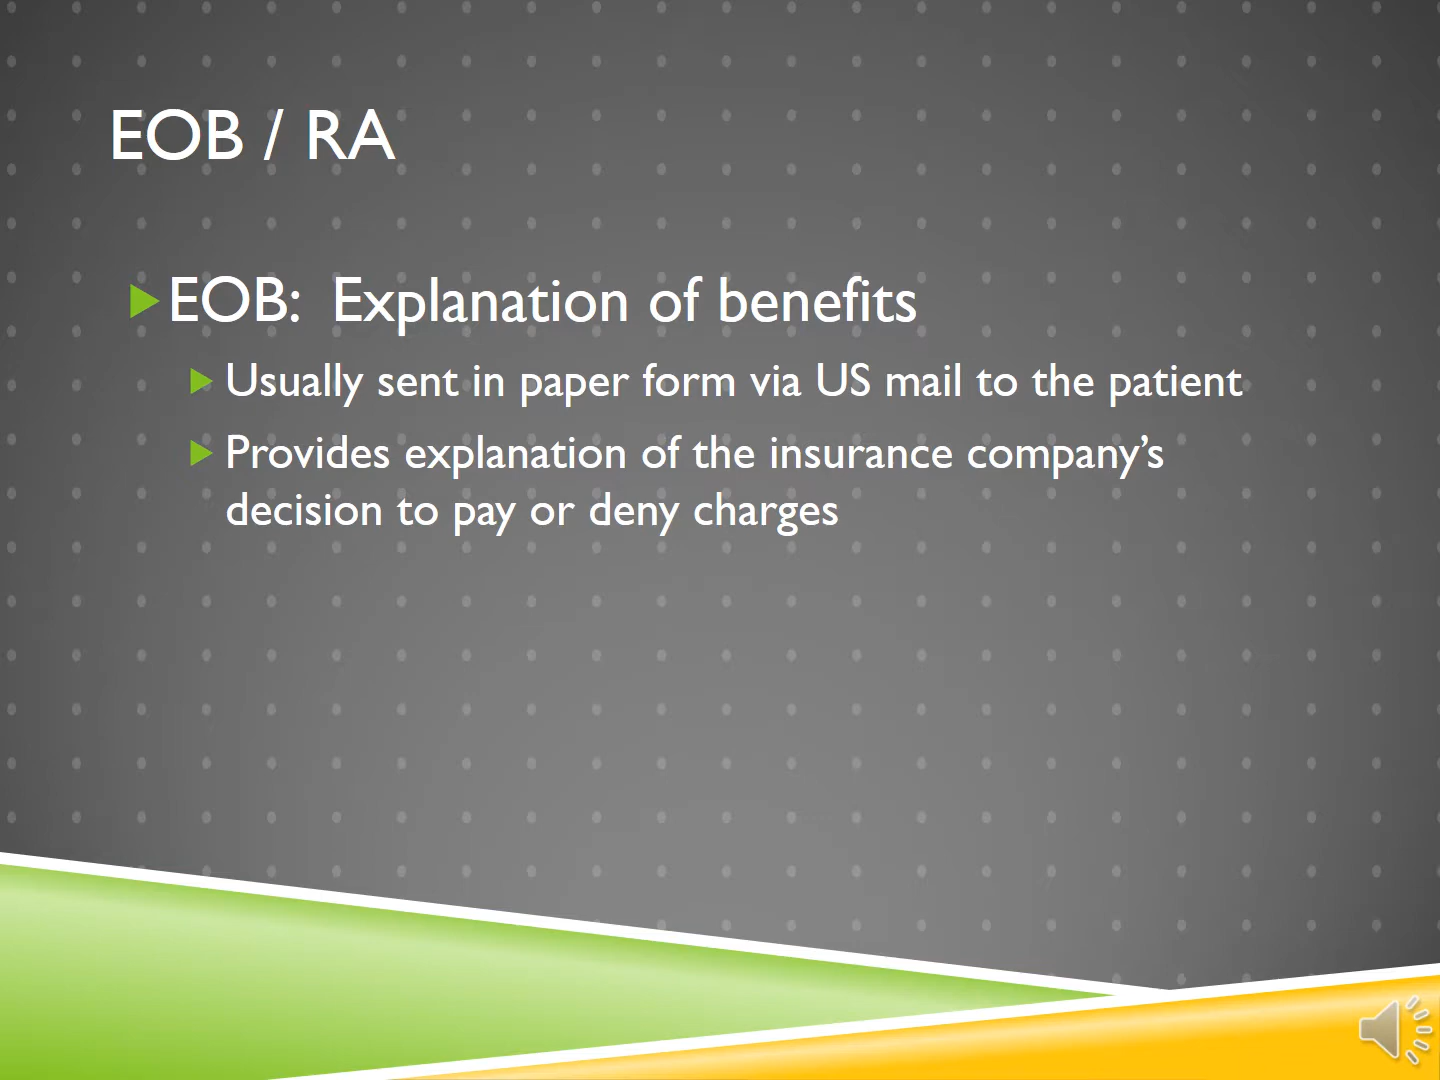 EOB / RA
EOB:  Explanation of benefits
Usually sent in paper form via US mail to the patient
Provides explanation of the insurance company’s
decision to pay or deny charges